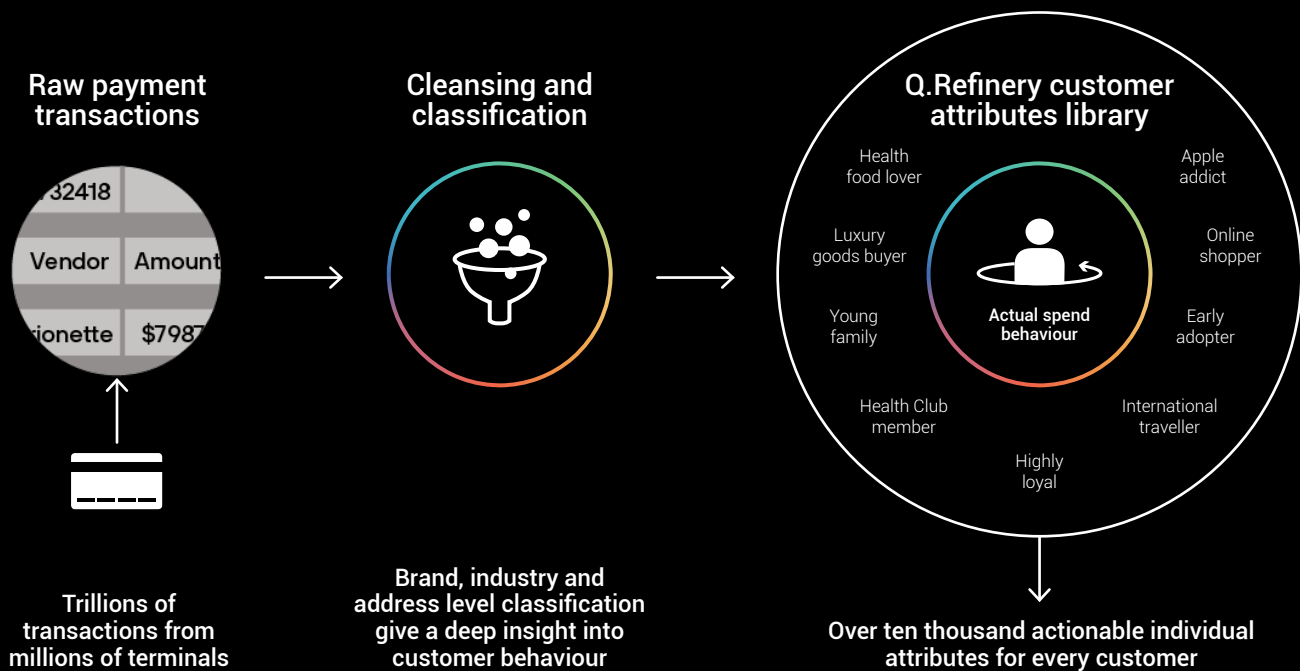 Raw payment
transactions
32418
Vendor
Amount
ionette
$7987
Trillions of
transactions from
millions of terminals
Cleansing and
classification
Brand, industry and
address level classification
give a deep insight into
customer behaviour
Q.Refinery customer
attributes library
Health
food lover
Apple
addict
Luxury
goods buyer
Online
shopper
Young
family
Actual spend
behaviour
Early
adopter
Health Club
member
International
traveller
Highly
loyal
Over ten thousand actionable individual
attributes for every customer